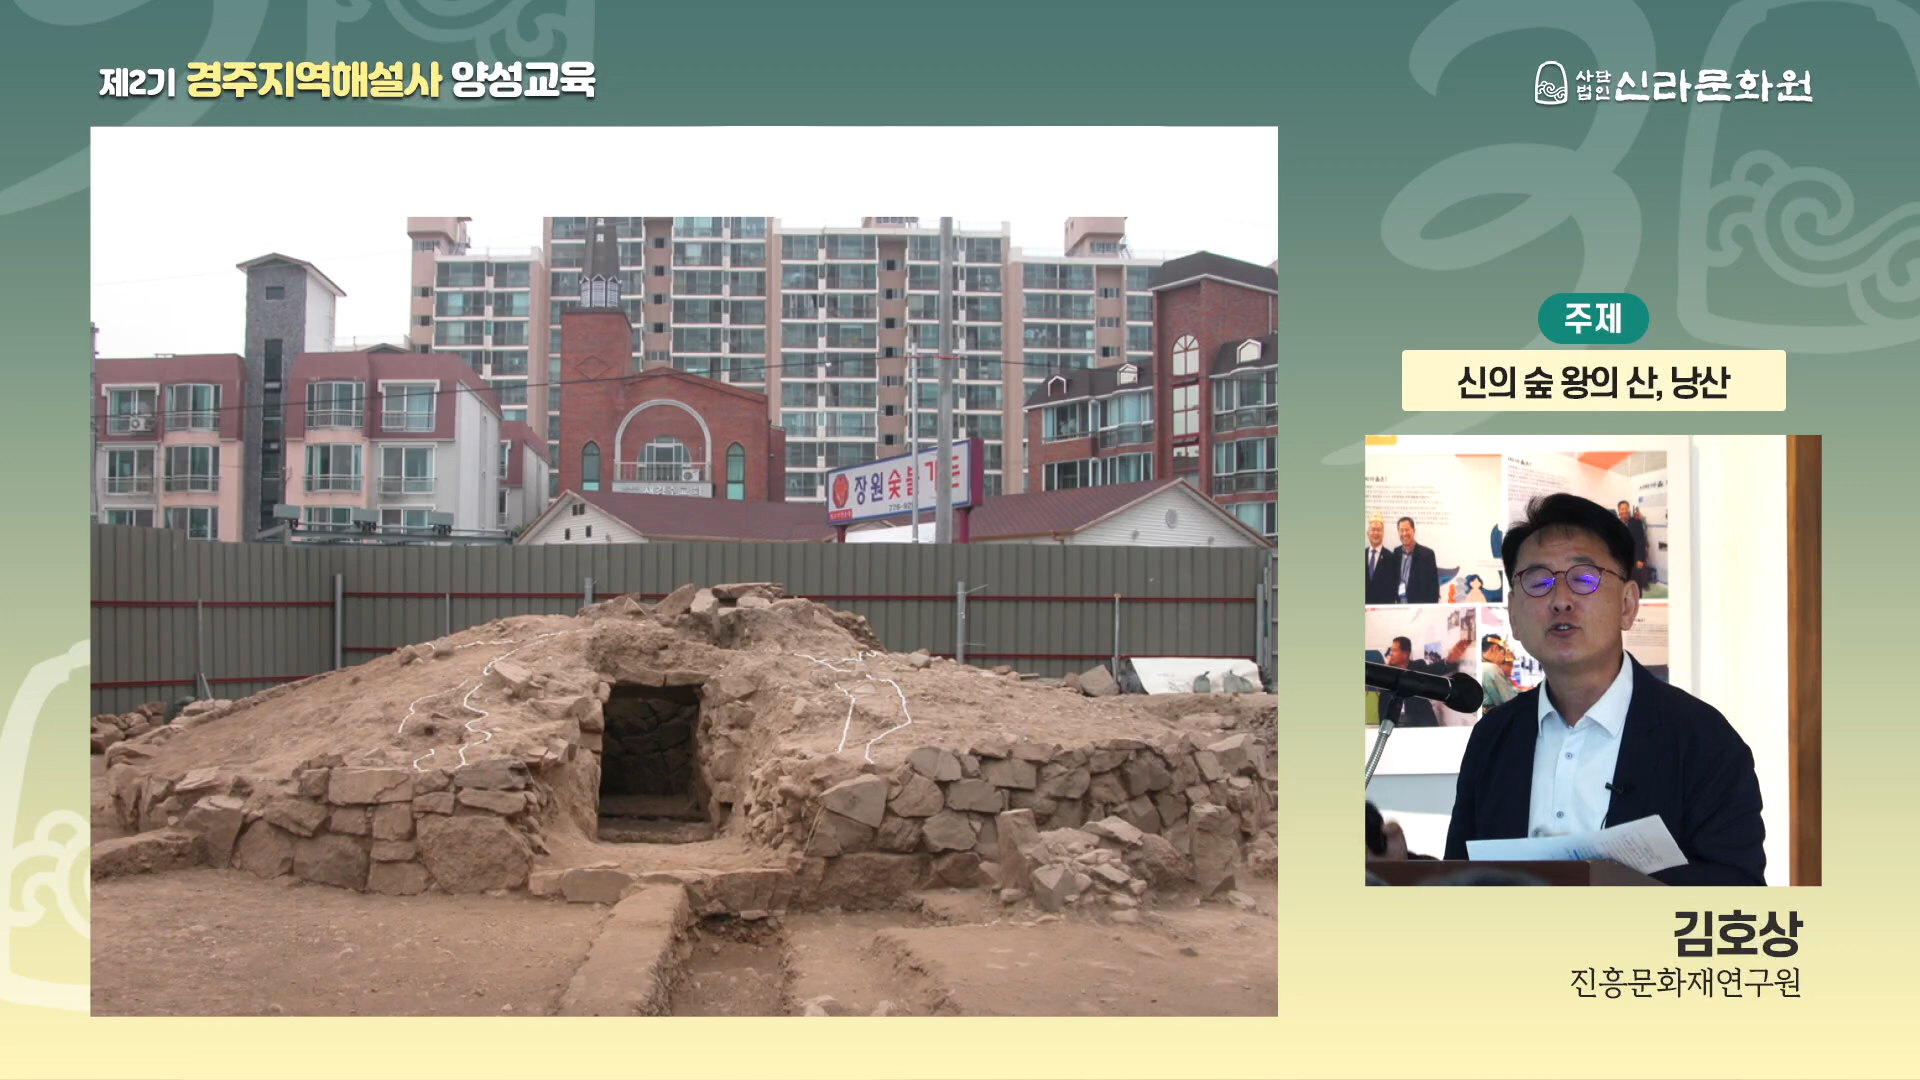 제2기 경주지역해설사 양성교육
사단
법인 신라문화원
장원숯불가든
주제
신의 숲 왕의 산, 낭산
김호상
진흥문화재연구원